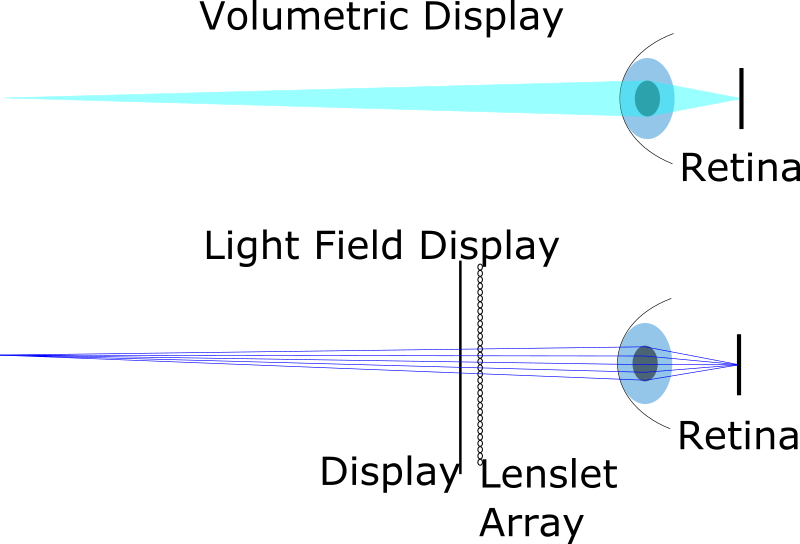 Volumetric Display
Retina
Light Field Display
Retina
Display
Lenslet
Array